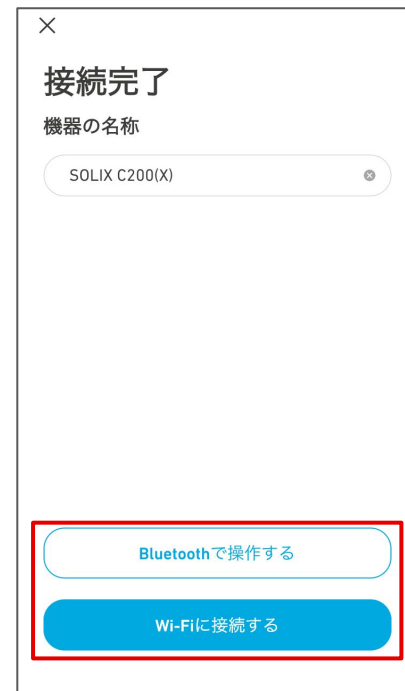 接続完了
機器の名称
SOLIX C200(X)
Bluetoothで操作する
Wi-Fiに接続する